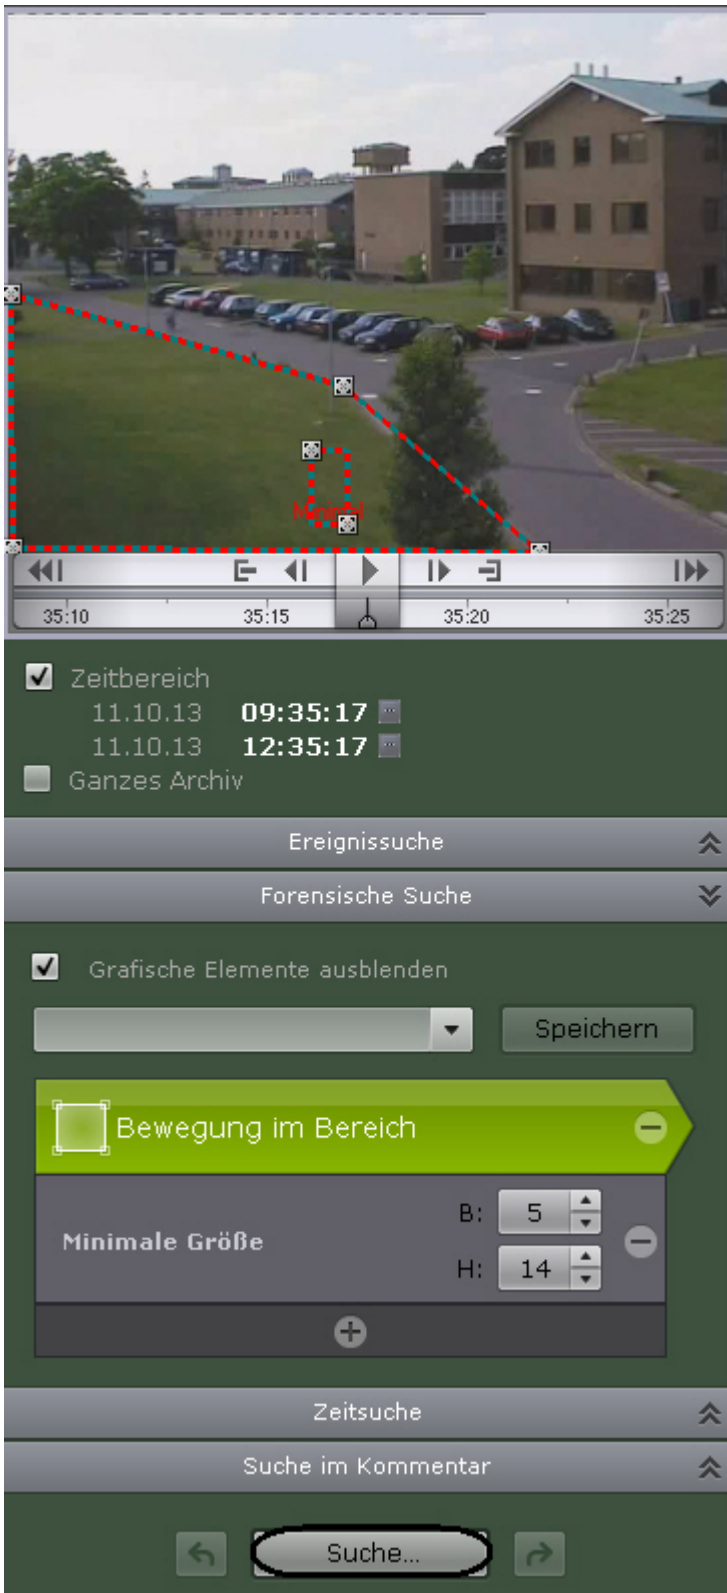 Minimal
35:10 35:15 35:20 35:25
Zeitbereich
11.10.13 09:35:17
11.10.13 12:35:17
Ganzes Archiv
Ereignissuche
Forensische Suche
Grafische Elemente ausblenden
Speichern
Bewegung im Bereich
B: 5
Minimale Größe
H: 14
Zeitsuche
Suche im Kommentar
Suche...